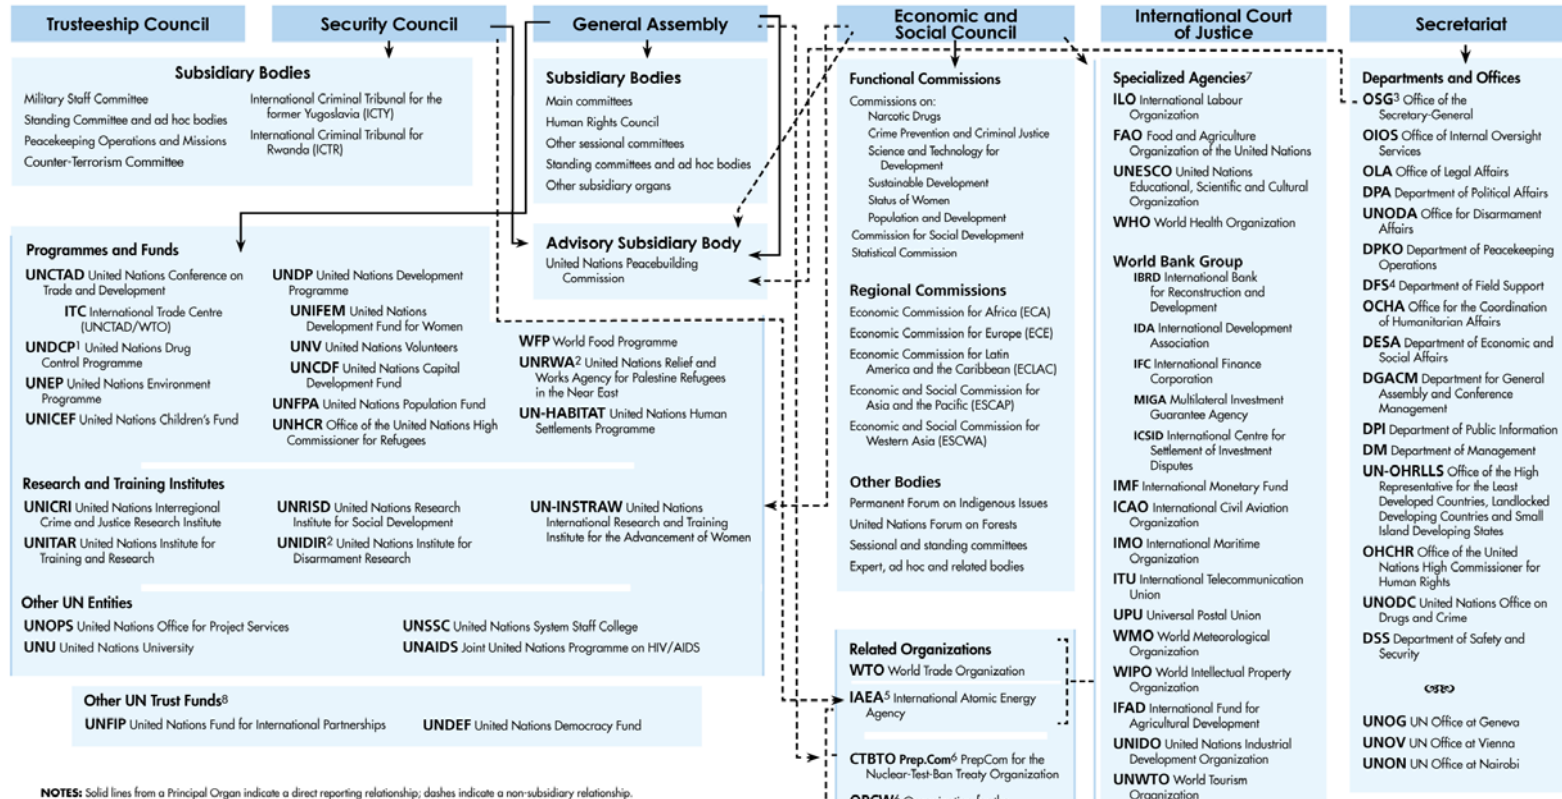 Trusteeship Council
Security Council
General Assembly
Economic and
Social Council
International Court
of Justice
Secretariat
Subsidiary Bodies
Military Staff Committee
Standing Committee and ad hoc bodies
Peacekeeping Operations and Missions
Counter-Terrorism Committee
International Criminal Tribunal for the
former Yugoslavia (ICTY)
International Criminal Tribunal for
Rwanda (ICTR)
Subsidiary Bodies
Main committees
Human Rights Council
Other sessional committees
Standing committees and ad hoc bodies
Other subsidiary organs
Advisory Subsidiary Body
United Nations Peacebuilding
Commission
Programmes and Funds
UNCTAD United Nations Conference on
Trade and Development
ITC International Trade Centre
(UNCTAD/WTO)
UNDCP1 United Nations Drug
Control Programme
UNEP United Nations Environment
Programme
UNICEF United Nations Children's Fund
UNDP United Nations Development
Programme
UNIFEM United Nations
Development Fund for Women
UNV United Nations Volunteers
UNCDF United Nations Capital
Development Fund
UNFPA United Nations Population Fund
UNHCR Office of the United Nations High
Commissioner for Refugees
WFP World Food Programme
UNRWA2 United Nations Relief and
Works Agency for Palestine Refugees
in the Near East
UN-HABITAT United Nations Human
Settlements Programme
Research and Training Institutes
UNICRI United Nations Interregional
Crime and Justice Research Institute
UNITAR United Nations Institute for
Training and Research
UNRISD United Nations Research
Institute for Social Development
UNIDIR2 United Nations Institute for
Disarmament Research
UN-INSTRAW United Nations
International Research and Training
Institute for the Advancement of Women
Other UN Entities
UNOPS United Nations Office for Project Services
UNU United Nations University
UNSSC United Nations System Staff College
UNAIDS Joint United Nations Programme on HIV/AIDS
Other UN Trust Funds8
UNFIP United Nations Fund for International Partnerships
UNDEF United Nations Democracy Fund
NOTES: Solid lines from a Principal Organ indicate a direct reporting relationship; dashes indicate a non-subsidiary relationship.
Functional Commissions
Commissions on:
Narcotic Drugs
Crime Prevention and Criminal Justice
Science and Technology for
Development
Sustainable Development
Status of Women
Population and Development
Commission for Social Development
Statistical Commission
Regional Commissions
Economic Commission for Africa (ECA)
Economic Commission for Europe (ECE)
Economic Commission for Latin
America and the Caribbean (ECLAC)
Economic and Social Commission for
Asia and the Pacific (ESCAP)
Economic and Social Commission for
Western Asia (ESCWA)
Other Bodies
Permanent Forum on Indigenous Issues
United Nations Forum on Forests
Sessional and standing committees
Expert, ad hoc and related bodies
Related Organizations
WTO World Trade Organization
IAEA5 International Atomic Energy
Agency
CTBTO Prep.Com6 PrepCom for the
Nuclear-Test-Ban Treaty Organization
Specialized Agencies7
ILO International Labour
Organization
FAO Food and Agriculture
Organization of the United Nations
UNESCO United Nations
Educational, Scientific and Cultural
Organization
WHO World Health Organization
World Bank Group
IBRD International Bank
for Reconstruction and
Development
IDA International Development
Association
IFC International Finance
Corporation
MIGA Multilateral Investment
Guarantee Agency
ICSID International Centre for
Settlement of Investment
Disputes
IMF International Monetary Fund
ICAO International Civil Aviation
Organization
IMO International Maritime
Organization
ITU International Telecommunication
Union
UPU Universal Postal Union
WMO World Meteorological
Organization
WIPO World Intellectual Property
Organization
IFAD International Fund for
Agricultural Development
UNIDO United Nations Industrial
Development Organization
UNWTO World Tourism
Organization
Departments and Offices
OSG3 Office of the
Secretary-General
OIOS Office of Internal Oversight
Services
OLA Office of Legal Affairs
DPA Department of Political Affairs
UNODA Office for Disarmament
Affairs
DPKO Department of Peacekeeping
Operations
DFS4 Department of Field Support
OCHA Office for the Coordination
of Humanitarian Affairs
DESA Department of Economic and
Social Affairs
DGACM Department for General
Assembly and Conference
Management
DPI Department of Public Information
DM Department of Management
UN-OHRLLS Office of the High
Representative for the Least
Developed Countries, Landlocked
Developing Countries and Small
Island Developing States
OHCHR Office of the United
Nations High Commissioner for
Human Rights
UNODC United Nations Office on
Drugs and Crime
DSS Department of Safety and
Security
UNOG UN Office at Geneva
UNOV UN Office at Vienna
UNON UN Office at Nairobi